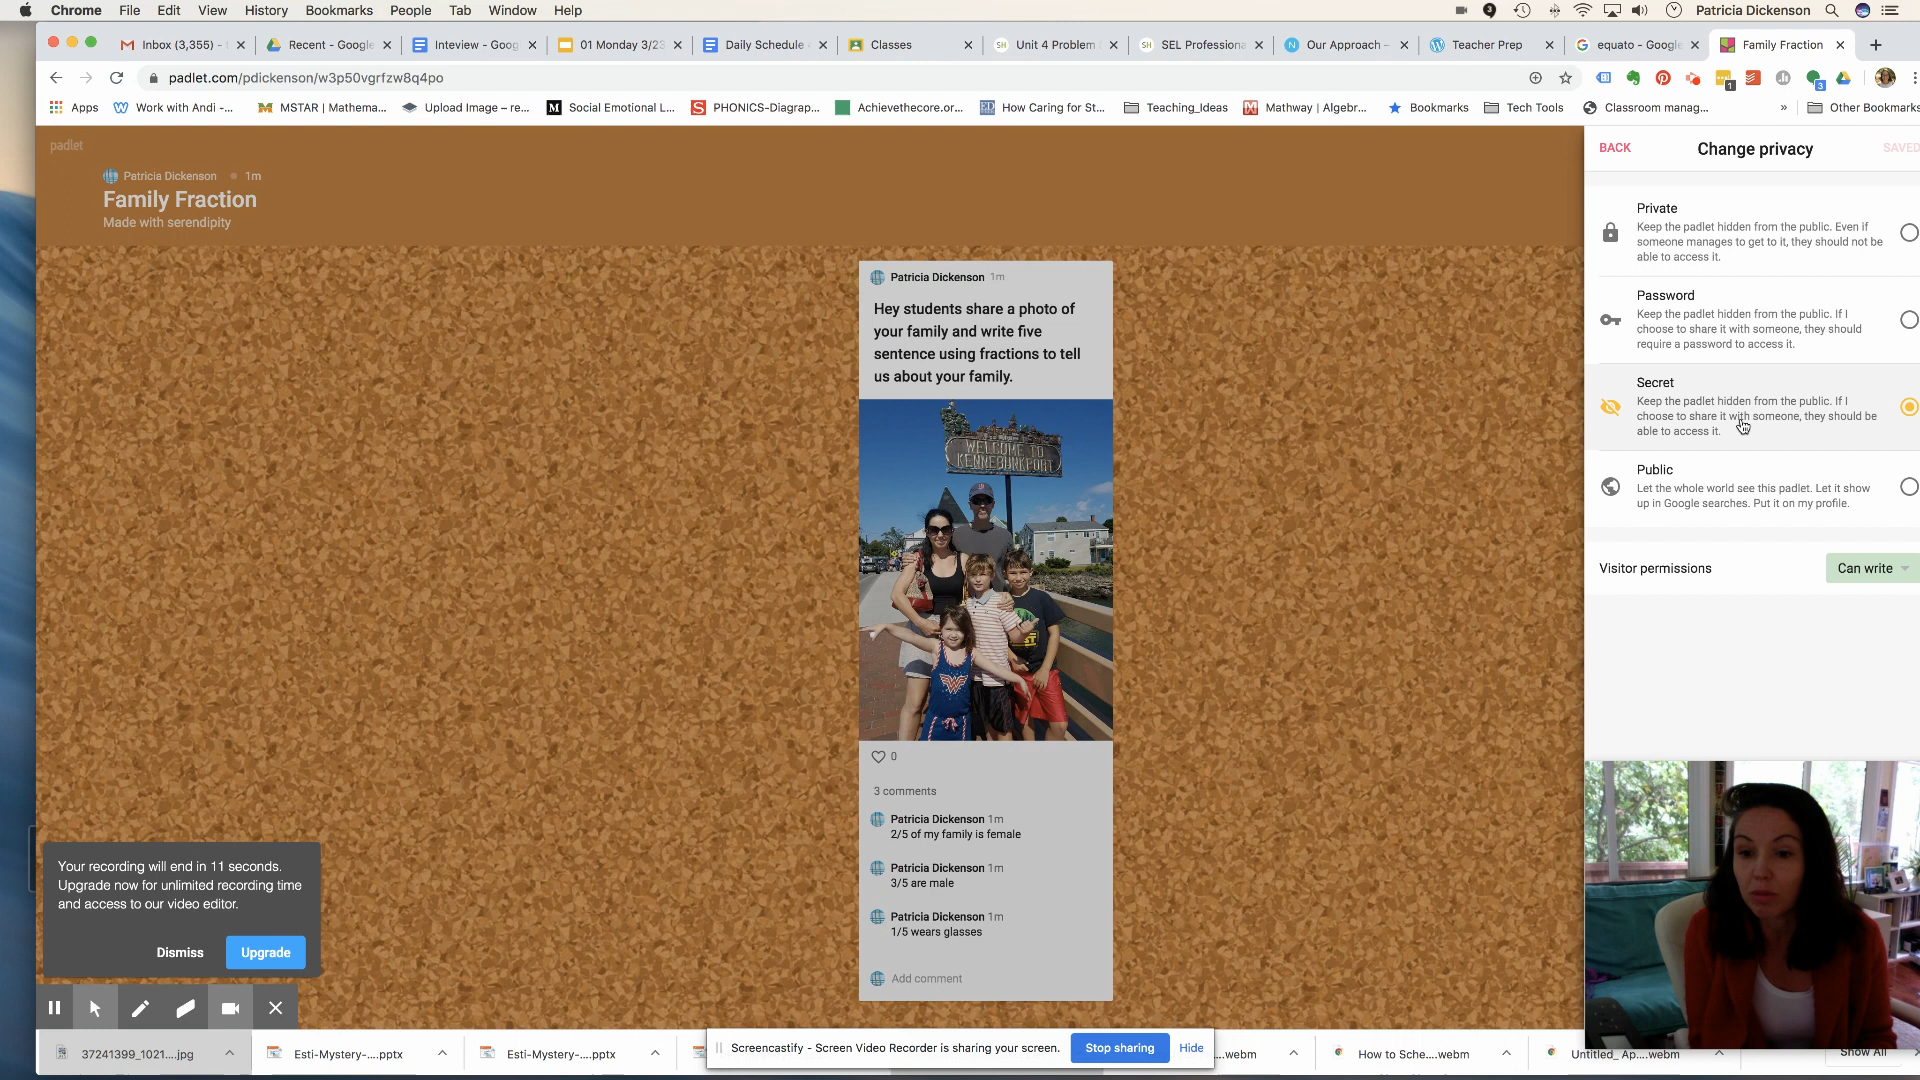 Chrome File Edit View History Bookmarks People Tab Window Help
3
Patricia Dickenson
Inbox (3,355) -
Recent - Google
Inteview - Goog
01 Monday 3/23
Daily Schedule
Classes
SH Unit 4 Problem
SH SEL Professiona
N Our Approach -
Teacher Prep
equato - Google
Family Fraction
padlet.com/pdickenson/w3p50vgrfzw8q4po
1
3
Apps
Work with Andi -...
MSTAR | Mathema...
Upload Image – re...
M Social Emotional L...
S PHONICS-Diagrap...
Achievethecore.or...
ED How Caring for St...
Teaching_Ideas
M Mathway | Algebr...
Bookmarks
Tech Tools
Classroom manag...
»
Other Bookmarks
padlet
Patricia Dickenson 1m
Family Fraction
Made with serendipity
Patricia Dickenson 1m
Hey students share a photo of
your family and write five
sentence using fractions to tell
us about your family.
WELCOME TO
KENNEBUNKPORT
0
3 comments
Patricia Dickenson 1m
2/5 of my family is female
Patricia Dickenson 1m
3/5 are male
Patricia Dickenson 1m
1/5 wears glasses
Add comment
BACK
Change privacy
SAVED
Private
Keep the padlet hidden from the public. Even if
someone manages to get to it, they should not be
able to access it.
Password
Keep the padlet hidden from the public. If I
choose to share it with someone, they should
require a password to access it.
Secret
Keep the padlet hidden from the public. If I
choose to share it with someone, they should be
able to access it.
Public
Let the whole world see this padlet. Let it show
up in Google searches. Put it on my profile.
Visitor permissions
Can write
Your recording will end in 11 seconds.
Upgrade now for unlimited recording time
and access to our video editor.
Dismiss
Upgrade
37241399_1021....jpg
Esti-Mystery-....pptx
Esti-Mystery-....pptx
Screencastify - Screen Video Recorder is sharing your screen.
Stop sharing
Hide
...webm
How to Sche....webm
Untitled_ Ap....webm
Show All